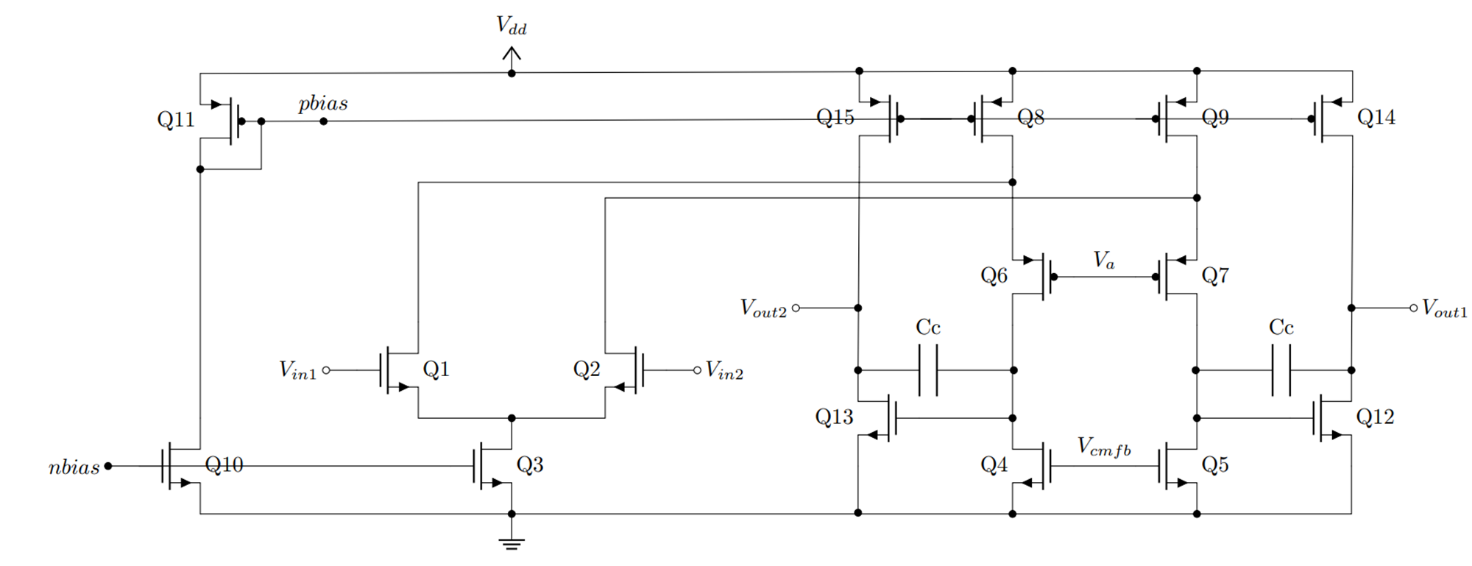 Vdd
Q11
pbias
Q15
Q8
Q9
Q14
Q6
Va
Q7
Vout2
Vout1
Cc
Cc
Vin1
Q1
Q2
Vin2
Q13
Q12
nbias
Q10
Q3
Q4
Vcmfb
Q5